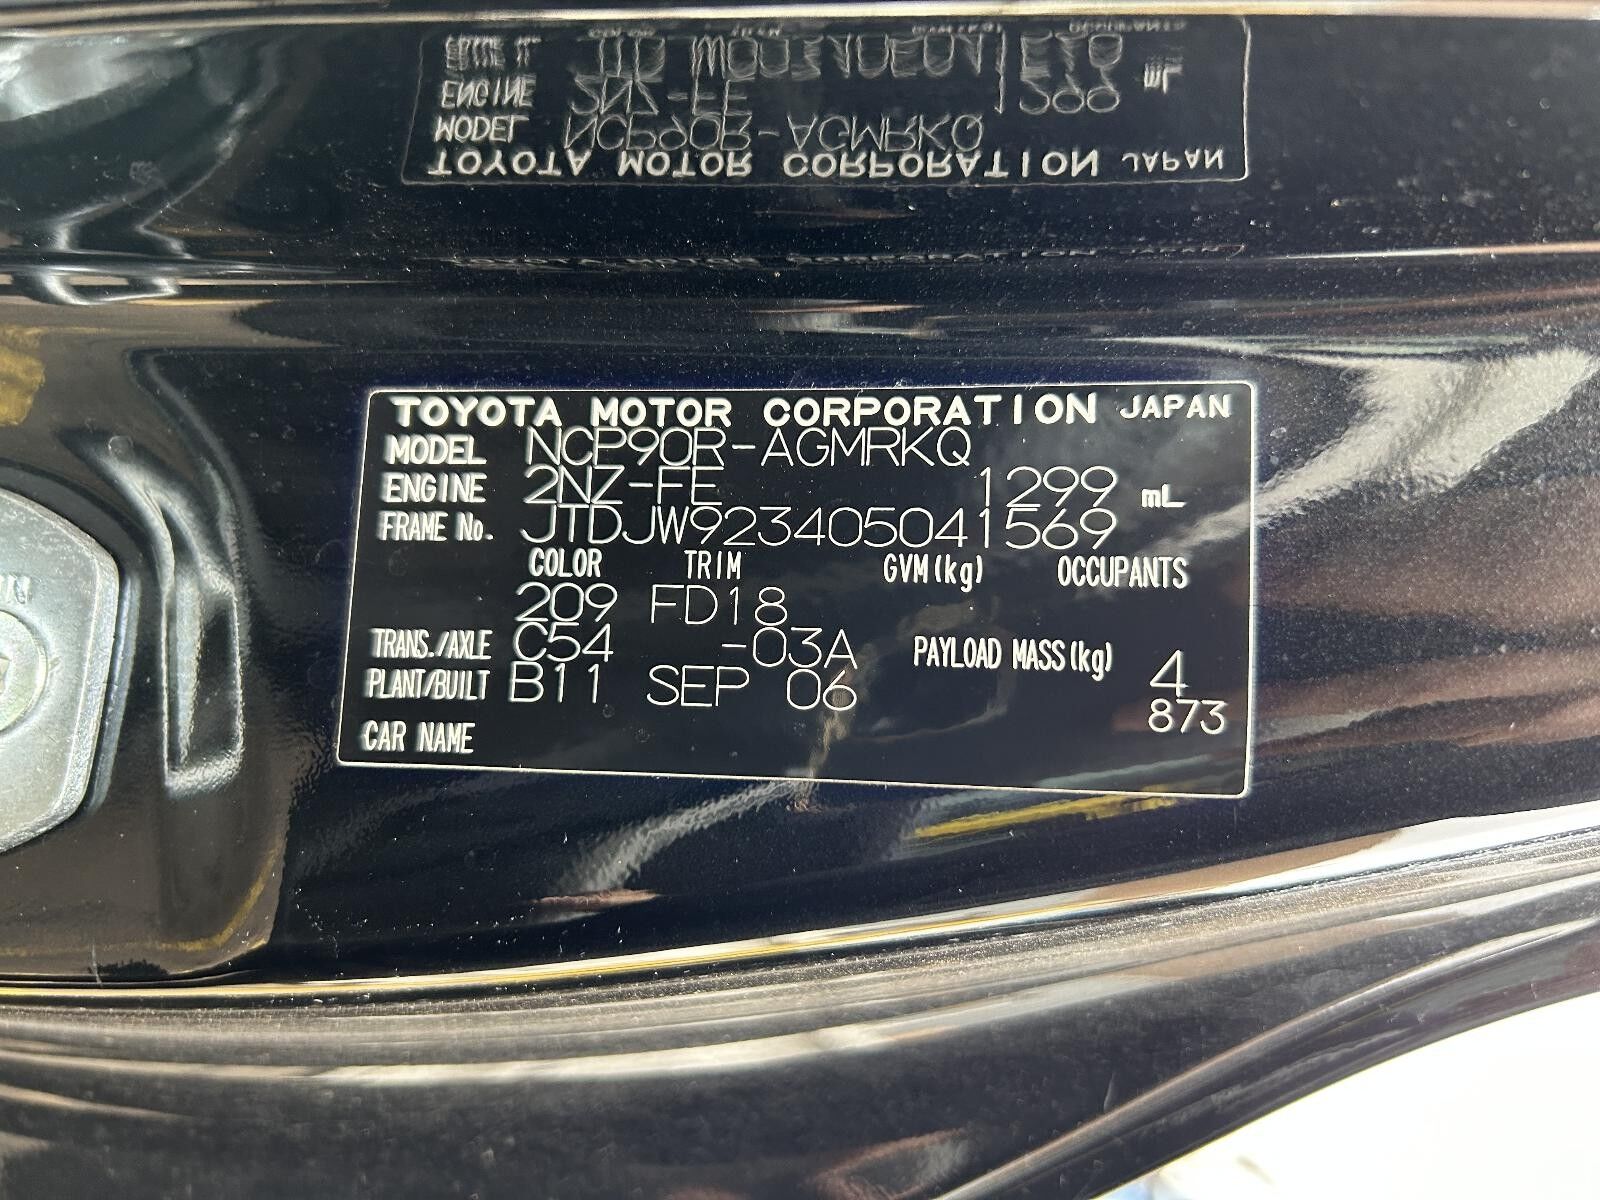 TOYOTA MOTOR CORPORATION JAPAN
MODEL NCP90R-AGMRKQ
ENGINE 2NZ-FE 1299 mL
FRAME No. JTDJW923405041569
COLOR TRIM GVM(kg) OCCUPANTS
209 FD18
TRANS./AXLE C54 -03A PAYLOAD MASS(kg) 4
PLANT/BUILT B11 SEP 06 873
CAR NAME